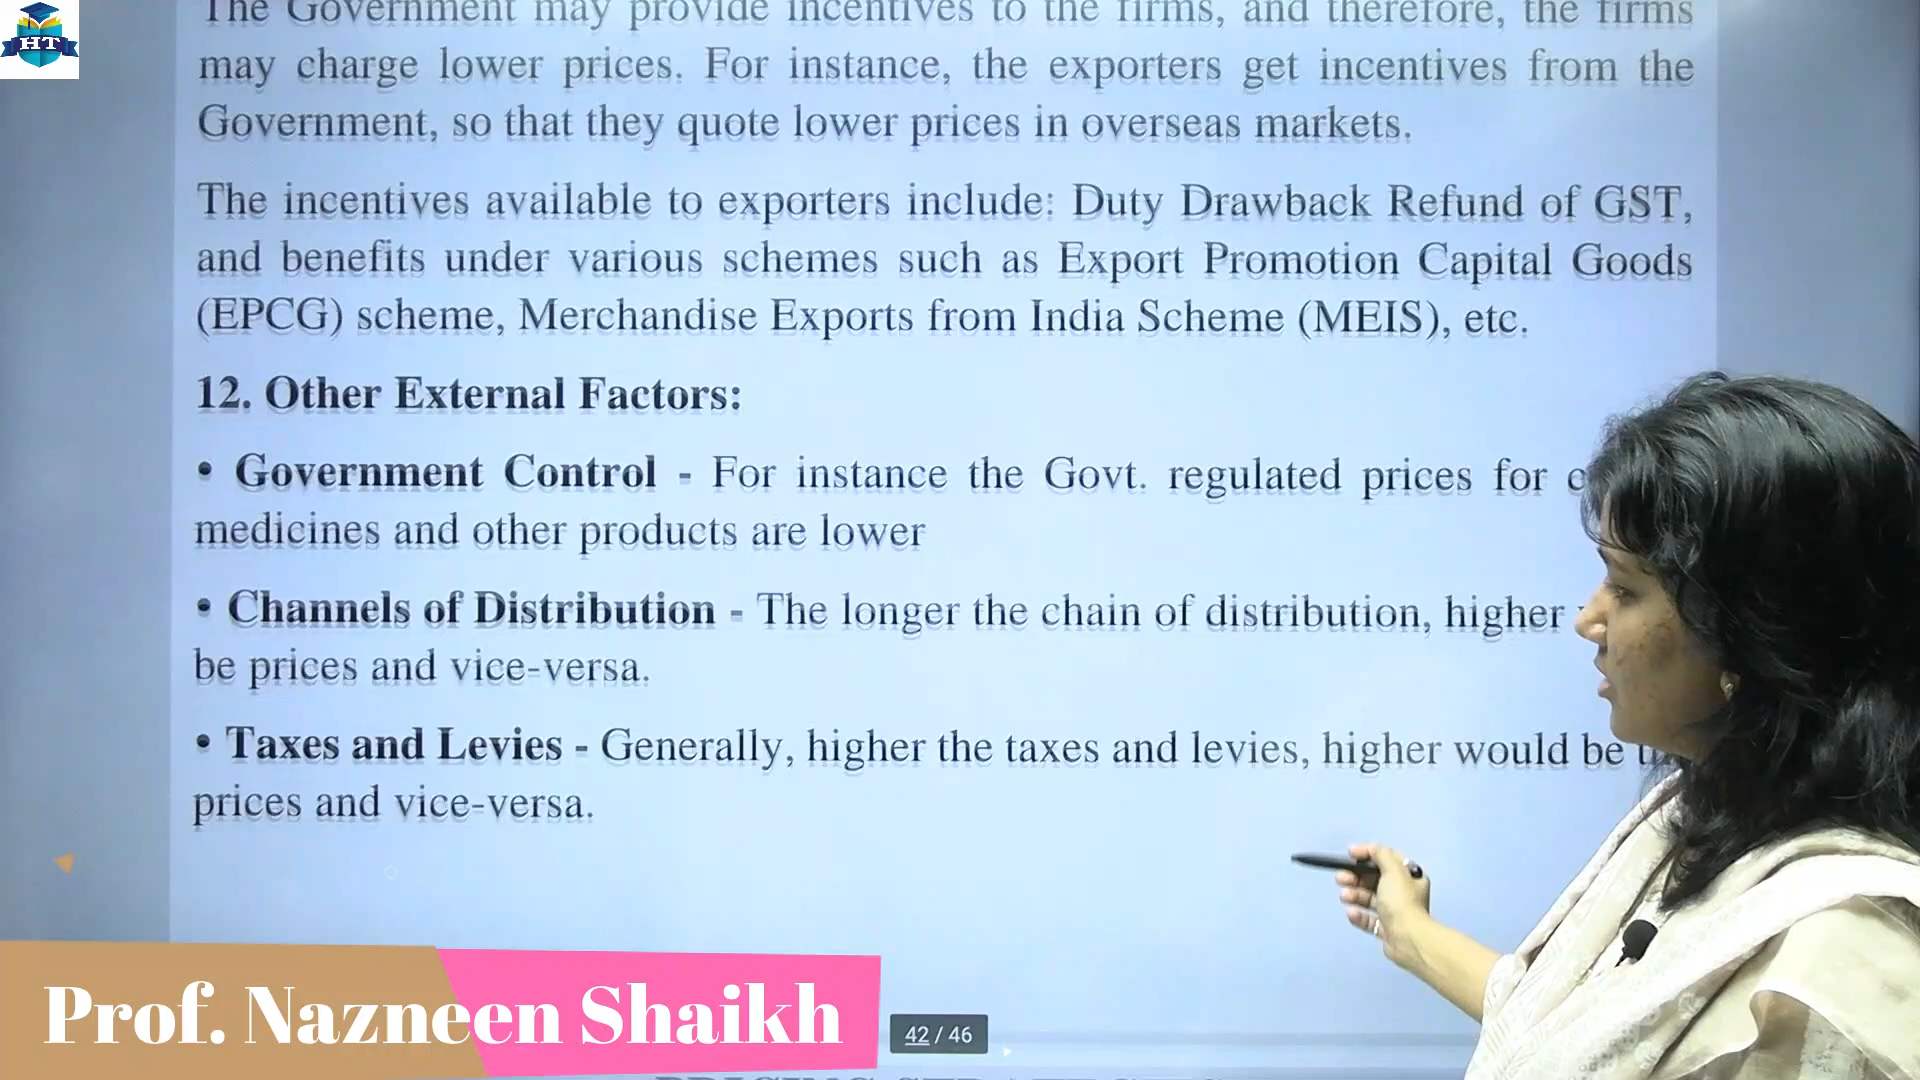 HT
The Government may provide incentives to the firms, and therefore, the firms
may charge lower prices. For instance, the exporters get incentives from the
Government, so that they quote lower prices in overseas markets.
The incentives available to exporters include: Duty Drawback Refund of GST,
and benefits under various schemes such as Export Promotion Capital Goods
(EPCG) scheme, Merchandise Exports from India Scheme (MEIS), etc.
12. Other External Factors:
• Government Control - For instance the Govt. regulated prices for
medicines and other products are lower
• Channels of Distribution - The longer the chain of distribution, higher
be prices and vice-versa.
• Taxes and Levies - Generally, higher the taxes and levies, higher would be
prices and vice-versa.
Prof. Nazneen Shaikh
42 / 46